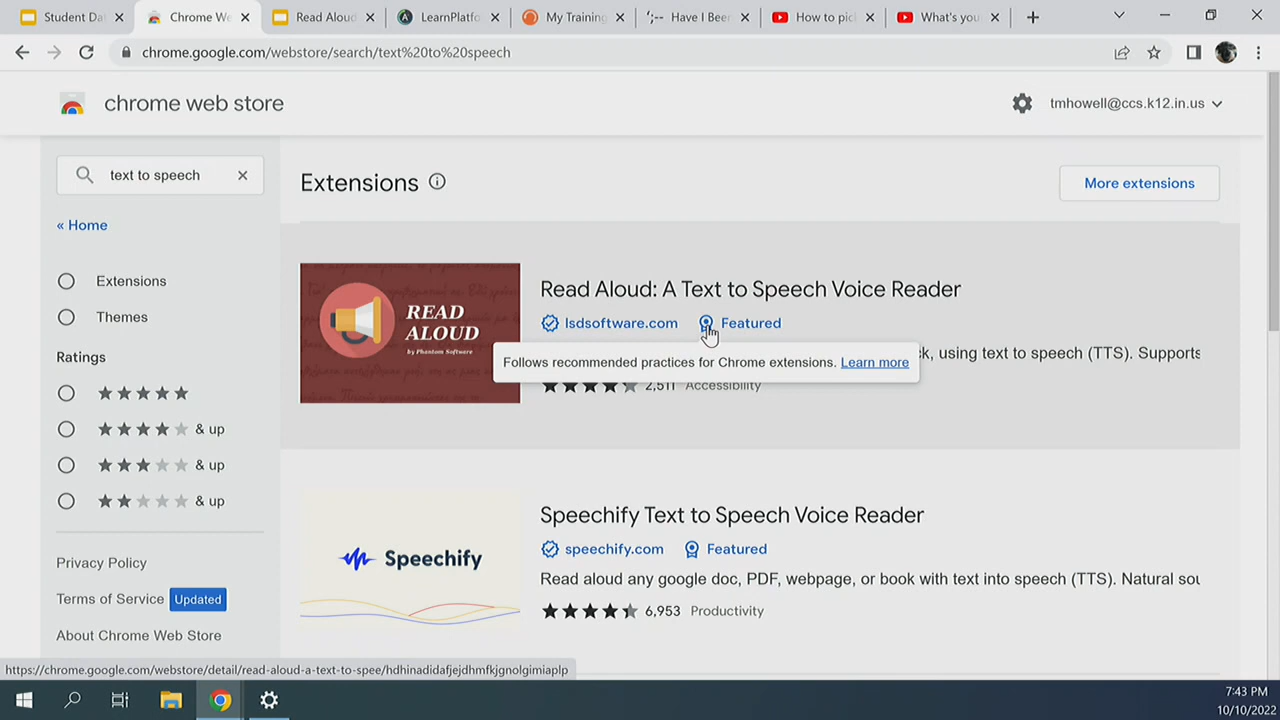 Student Dat
Chrome We
Read Aloud
LearnPlatfo
My Training
Have I Been
How to pic
What's you
chrome.google.com/webstore/search/text%20to%20speech
chrome web store
tmhowell@ccs.k12.in.us
text to speech
Extensions
More extensions
« Home
Extensions
Themes
Ratings
& up
& up
& up
Privacy Policy
Terms of Service Updated
About Chrome Web Store
READ
ALOUD
by Phantom Software
Read Aloud: A Text to Speech Voice Reader
lsdsoftware.com Featured
Follows recommended practices for Chrome extensions. Learn more
k, using text to speech (TTS). Supports
2,511 Accessibility
Speechify
Speechify Text to Speech Voice Reader
speechify.com Featured
Read aloud any google doc, PDF, webpage, or book with text into speech (TTS). Natural sou
6,953 Productivity
https://chrome.google.com/webstore/detail/read-aloud-a-text-to-spee/hdhinadidafjejdhmfkjgnolgimiaplp
7:43 PM
10/10/2022